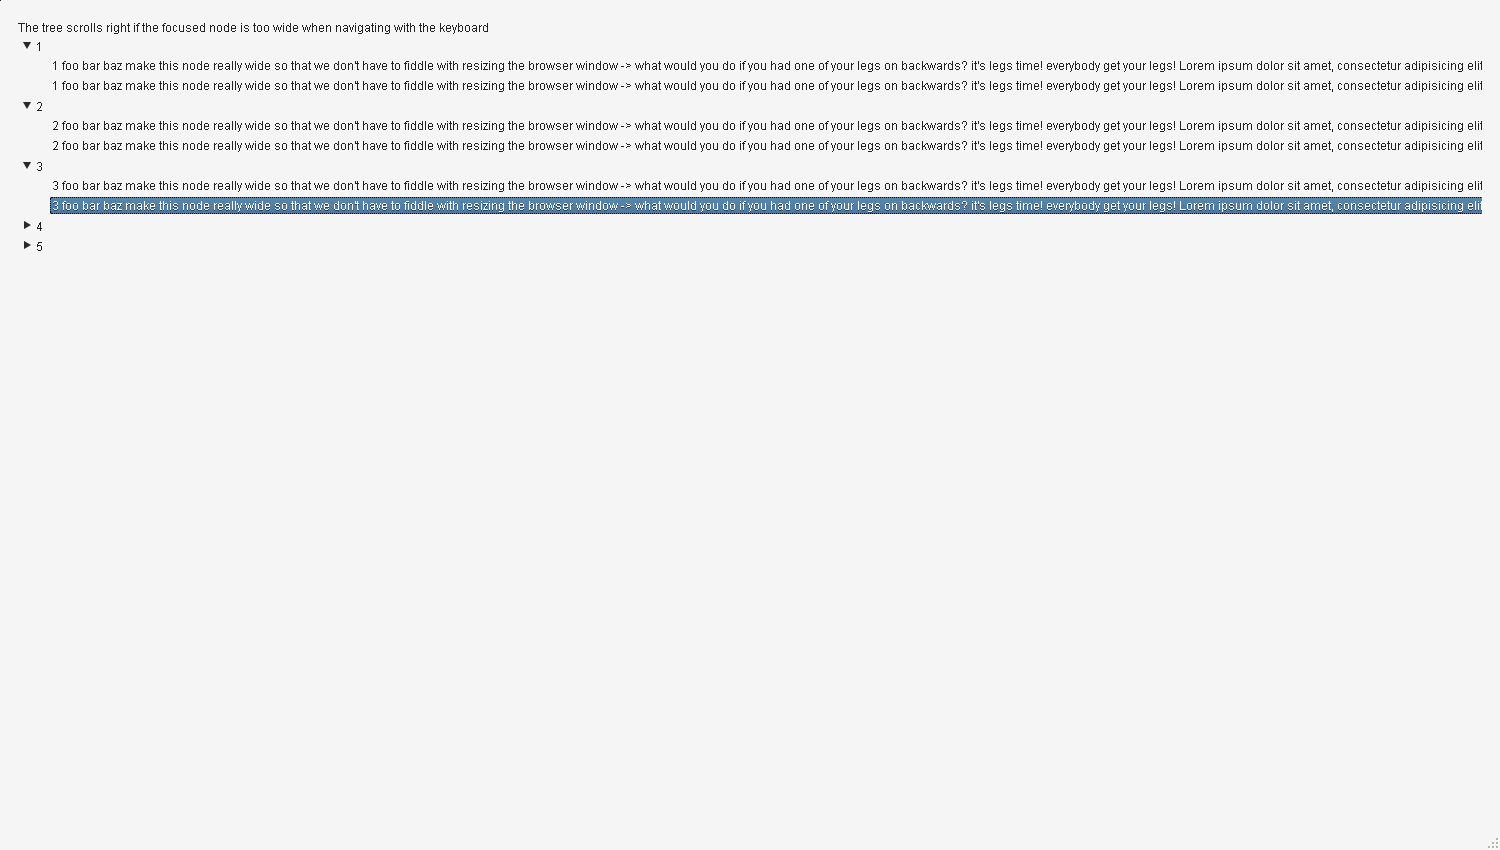 The tree scrolls right if the focused node is too wide when navigating with the keyboard
1
1 foo bar baz make this node really wide so that we don't have to fiddle with resizing the browser window -> what would you do if you had one of your legs on backwards? it's legs time! everybody get your legs! Lorem ipsum dolor sit amet, consectetur adipisicing elit
1 foo bar baz make this node really wide so that we don't have to fiddle with resizing the browser window -> what would you do if you had one of your legs on backwards? it's legs time! everybody get your legs! Lorem ipsum dolor sit amet, consectetur adipisicing elit
2
2 foo bar baz make this node really wide so that we don't have to fiddle with resizing the browser window -> what would you do if you had one of your legs on backwards? it's legs time! everybody get your legs! Lorem ipsum dolor sit amet, consectetur adipisicing elit
2 foo bar baz make this node really wide so that we don't have to fiddle with resizing the browser window -> what would you do if you had one of your legs on backwards? it's legs time! everybody get your legs! Lorem ipsum dolor sit amet, consectetur adipisicing elit
3
3 foo bar baz make this node really wide so that we don't have to fiddle with resizing the browser window -> what would you do if you had one of your legs on backwards? it's legs time! everybody get your legs! Lorem ipsum dolor sit amet, consectetur adipisicing elit
3 foo bar baz make this node really wide so that we don't have to fiddle with resizing the browser window -> what would you do if you had one of your legs on backwards? it's legs time! everybody get your legs! Lorem ipsum dolor sit amet, consectetur adipisicing elit
4
5